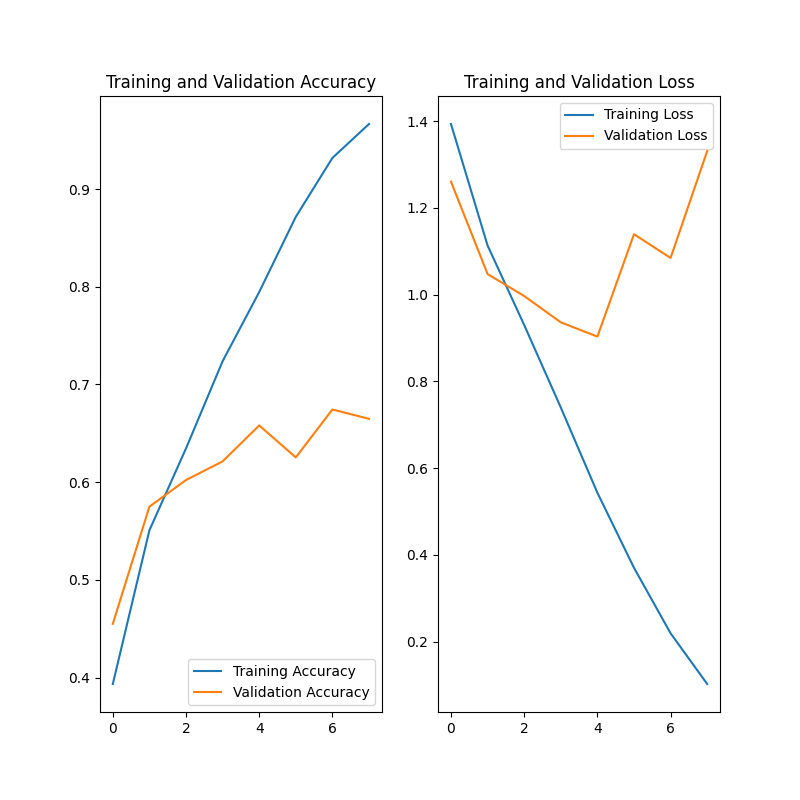 Training and Validation Accuracy
0.9
0.8
0.7
0.6
0.5
0.4
Training Accuracy
Validation Accuracy
0 2 4 6
Training and Validation Loss
Training Loss
Validation Loss
1.4
1.2
1.0
0.8
0.6
0.4
0.2
0 2 4 6